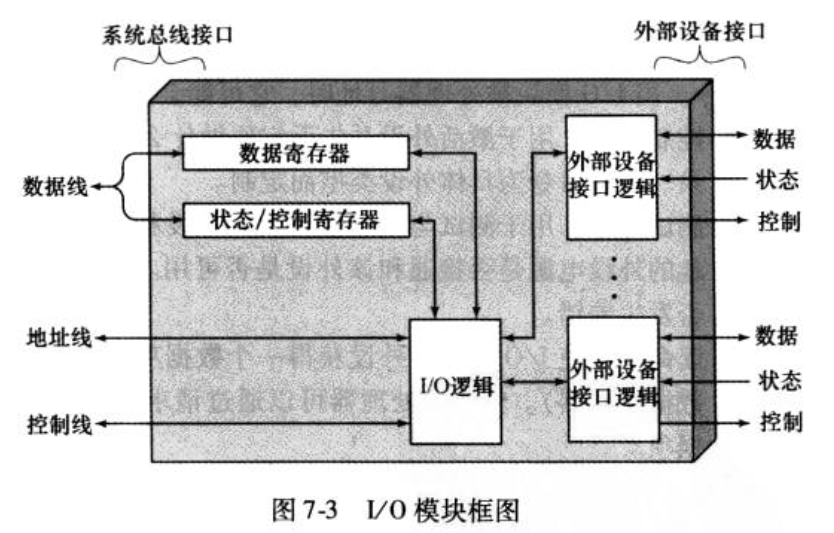 系统总线接口
外部设备接口
数据寄存器
数据线
状态/控制寄存器
外部设备
接口逻辑
数据
状态
控制
地址线
I/O逻辑
控制线
外部设备
接口逻辑
数据
状态
控制
图 7-3 I/O 模块框图